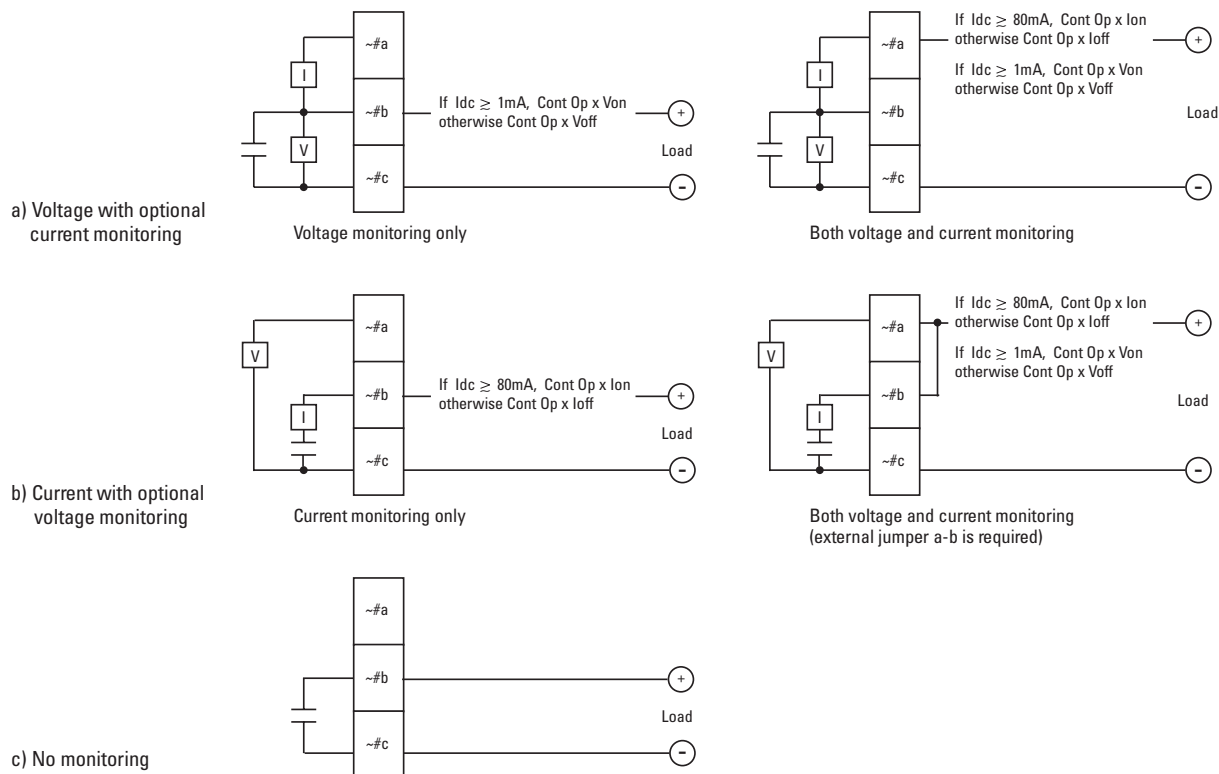 ~#a
I
~#b
If Idc ≳ 1mA, Cont Op x Von
otherwise Cont Op x Voff
+
V
Load
~#c
-
a) Voltage with optional
current monitoring
Voltage monitoring only
If Idc ≳ 80mA, Cont Op x Ion
otherwise Cont Op x Ioff
+
~#a
I
If Idc ≳ 1mA, Cont Op x Von
otherwise Cont Op x Voff
Load
~#b
V
~#c
-
Both voltage and current monitoring
~#a
V
~#b
If Idc ≳ 80mA, Cont Op x Ion
otherwise Cont Op x Ioff
+
I
Load
~#c
-
b) Current with optional
voltage monitoring
Current monitoring only
If Idc ≳ 80mA, Cont Op x Ion
otherwise Cont Op x Ioff
+
~#a
V
If Idc ≳ 1mA, Cont Op x Von
otherwise Cont Op x Voff
~#b
Load
I
~#c
-
Both voltage and current monitoring
(external jumper a-b is required)
~#a
~#b
+
Load
~#c
-
c) No monitoring